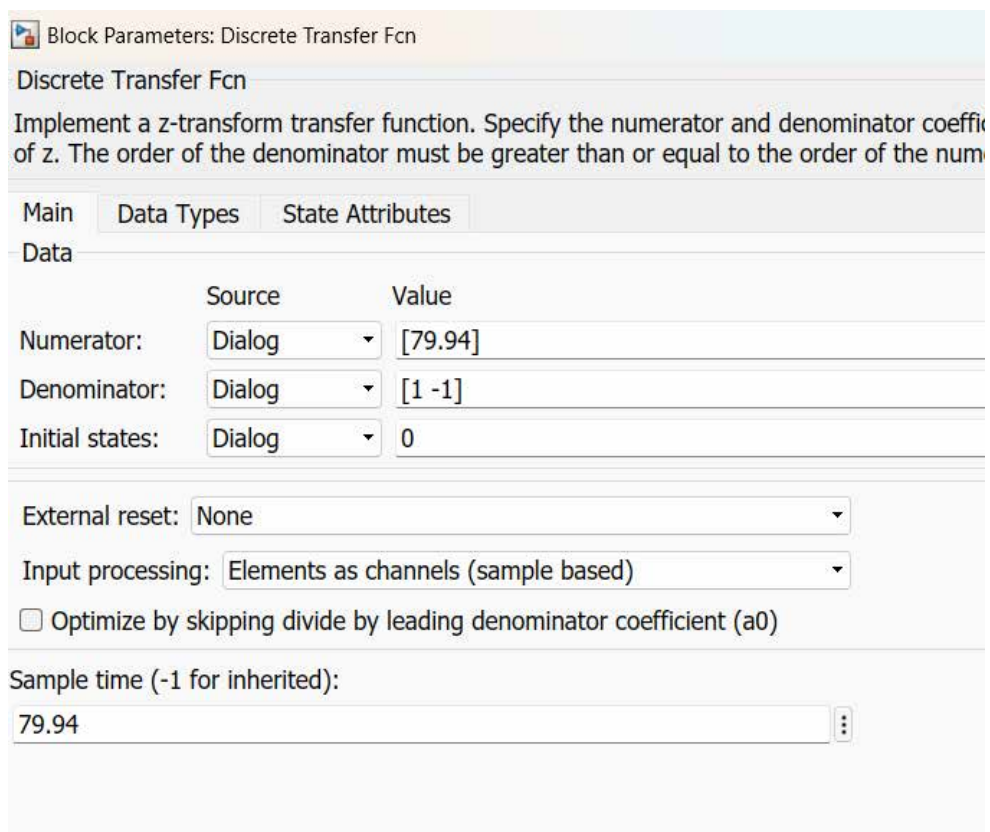 Block Parameters: Discrete Transfer Fcn
Discrete Transfer Fcn
Implement a z-transform transfer function. Specify the numerator and denominator
of z. The order of the denominator must be greater than or equal to the order of the
Main Data Types State Attributes
Data
Source Value
Numerator: Dialog [79.94]
Denominator: Dialog [1 -1]
Initial states: Dialog 0
External reset: None
Input processing: Elements as channels (sample based)
Optimize by skipping divide by leading denominator coefficient (a0)
Sample time (-1 for inherited):
79.94